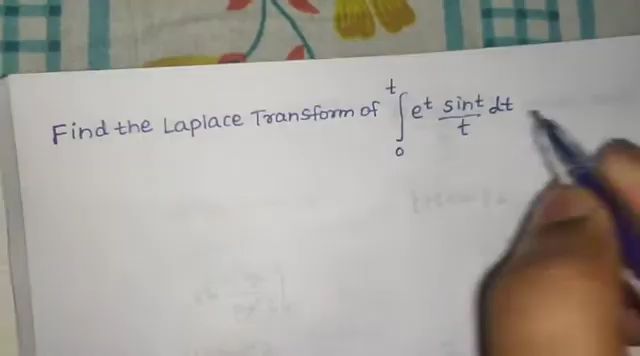 Find the Laplace Transform of ∫₀ᵗ eᵗ sint/t dt